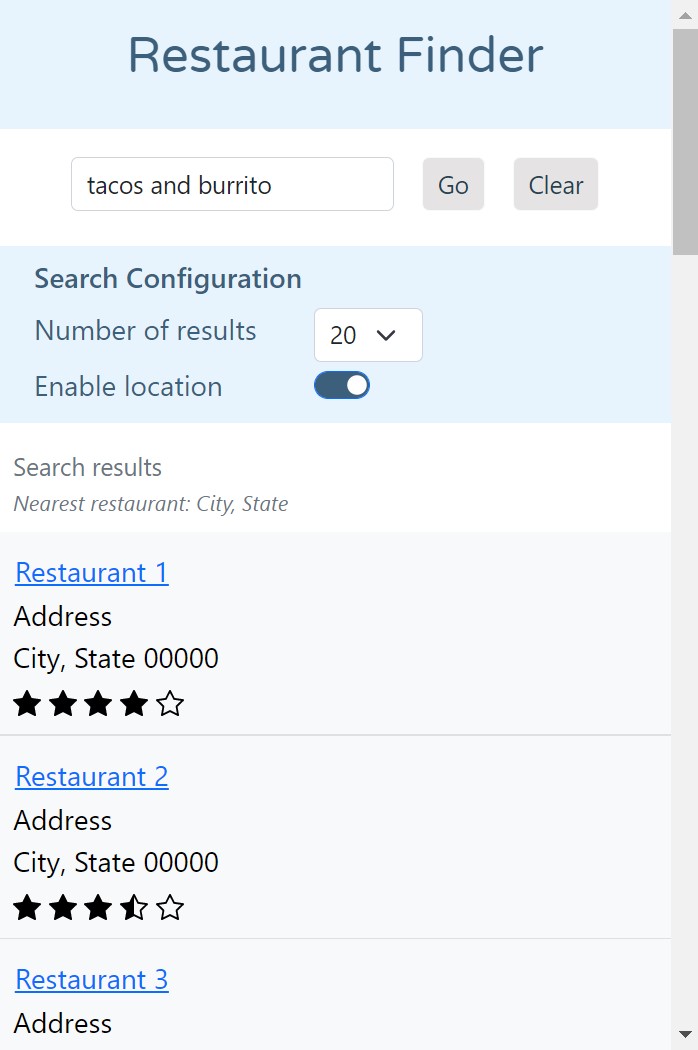 Restaurant Finder
tacos and burrito Go Clear
Search Configuration
Number of results 20
Enable location
Search results
Nearest restaurant: City, State
Restaurant 1
Address
City, State 00000
Restaurant 2
Address
City, State 00000
Restaurant 3
Address